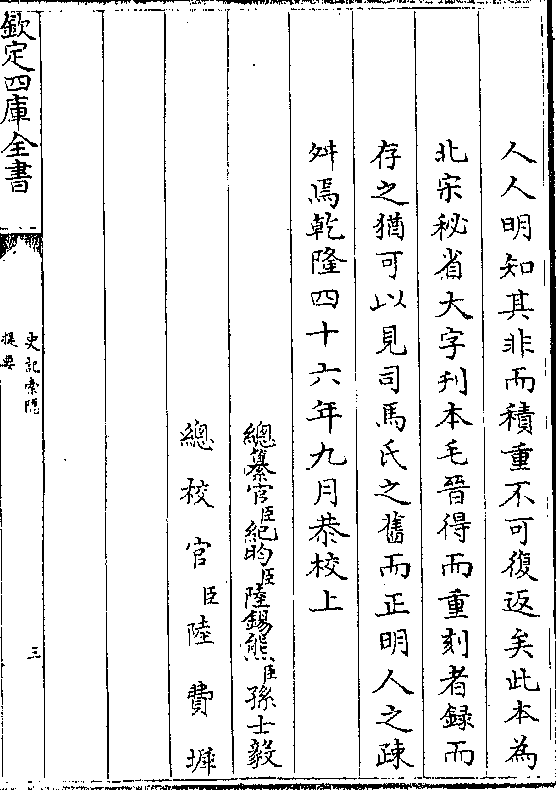 人人明知其非而積重不可復返矣此本為
北宋秘省大字刋本毛晉得而重刻者録而
存之猶可以見司馬氏之舊而正明人之疎
舛焉乾隆四十六年九月恭校上
總纂官臣紀昀臣陸錫熊臣孫士毅
總校官臣陸費墀
欽定四庫全書
史記索隱
提要
三